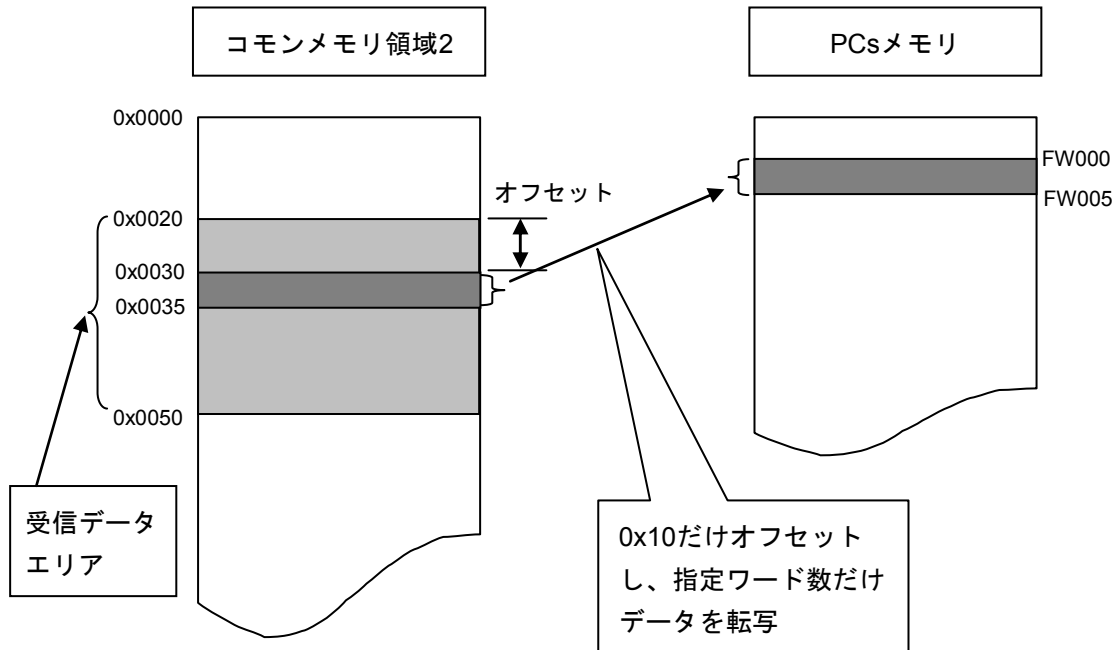 コモンメモリ領域2
PCsメモリ
0x0000
0x0020
0x0030
0x0035
0x0050
オフセット
FW000
FW005
受信データ
エリア
0x10だけオフセット
し、指定ワード数だけ
データを転写